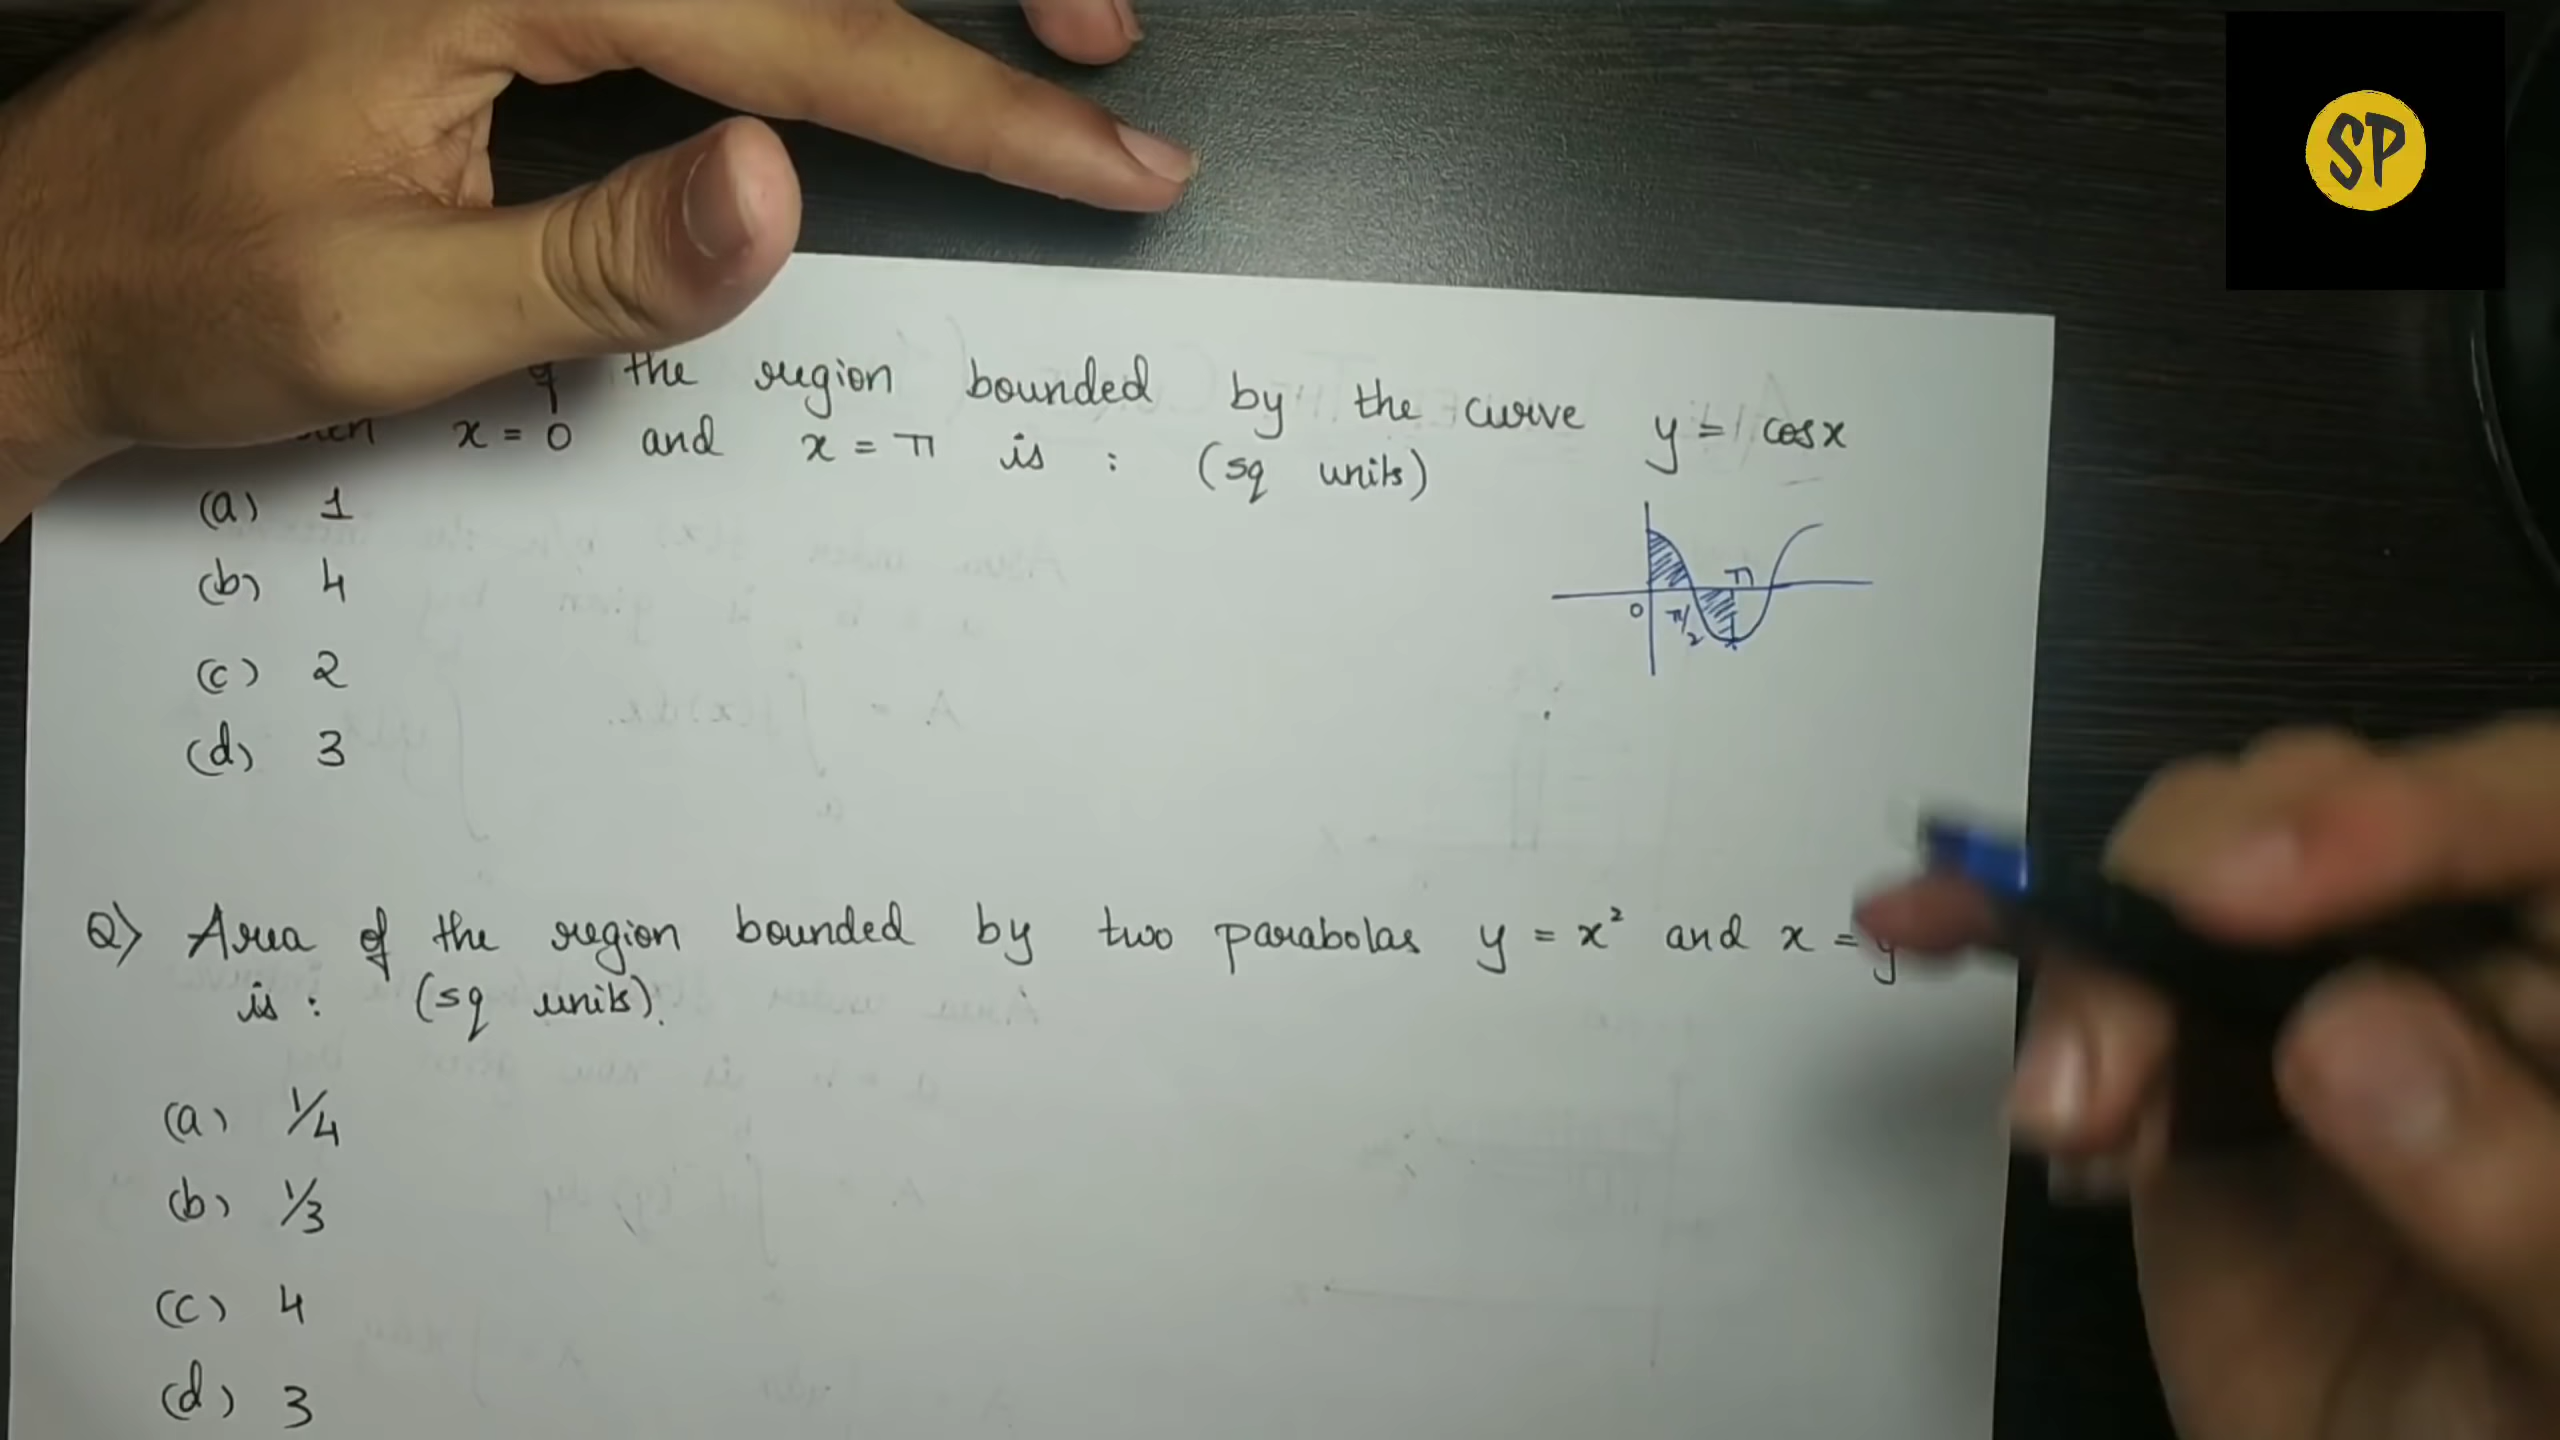 the region bounded by the curve y = cosx
x = 0 and x = π is : (sq units)
(a) 1
(b) 4
(c) 2
(d) 3
0 π/2 π
Q) Area of the region bounded by two parabolas y = x² and x = y
is : (sq units).
(a) 1/4
(b) 1/3
(c) 4
(d) 3
SP